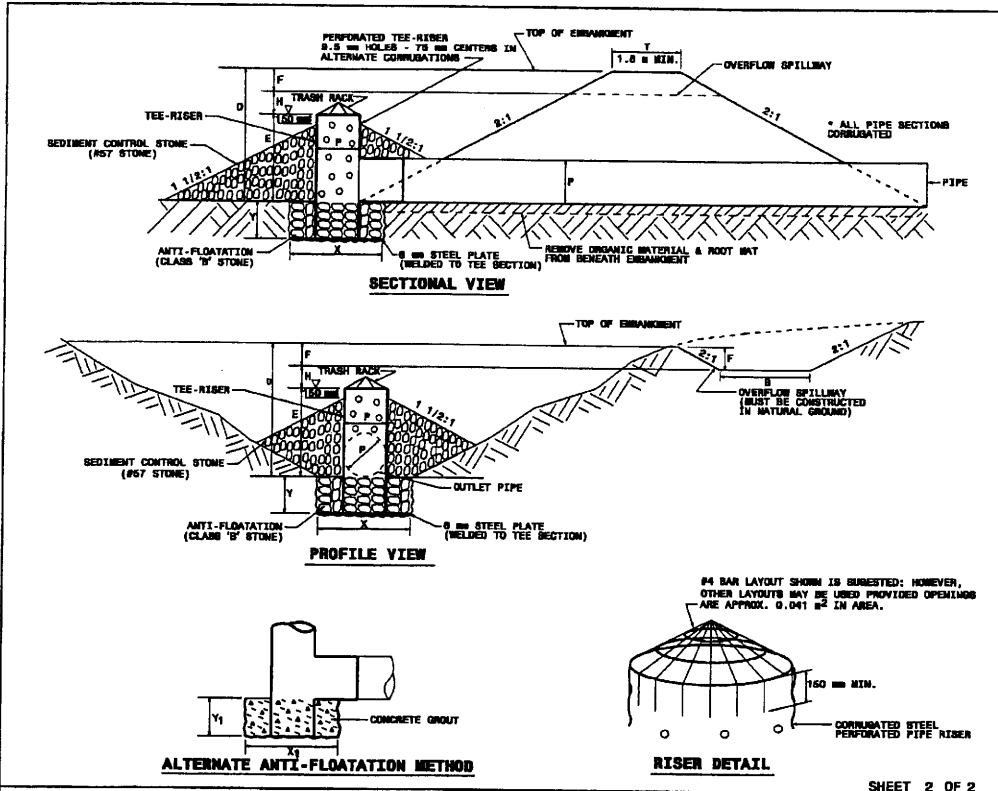 PERFORATED TEE-RISER
9.5 mm HOLES - 75 mm CENTERS IN
ALTERNATE CORRUGATIONS
TOP OF EMBANKMENT
T
1.8 m MIN.
OVERFLOW SPILLWAY
F
D
H
TRASH RACK
150 mm
TEE-RISER
E
P
2:1
2:1
* ALL PIPE SECTIONS
CORRUGATED
SEDIMENT CONTROL STONE
(#57 STONE)
1 1/2:1
1 1/2:1
P
PIPE
Y
ANTI-FLOATATION
(CLASS 'B' STONE)
X
6 mm STEEL PLATE
(WELDED TO TEE SECTION)
REMOVE ORGANIC MATERIAL & ROOT MAT
FROM BENEATH EMBANKMENT
SECTIONAL VIEW
TOP OF EMBANKMENT
F
D
H
TRASH RACK
150 mm
2:1
F
2:1
B
TEE-RISER
E
P
1 1/2:1
OVERFLOW SPILLWAY
(MUST BE CONSTRUCTED
IN NATURAL GROUND)
P
SEDIMENT CONTROL STONE
(#57 STONE)
Y
OUTLET PIPE
ANTI-FLOATATION
(CLASS 'B' STONE)
X
6 mm STEEL PLATE
(WELDED TO TEE SECTION)
PROFILE VIEW
#4 BAR LAYOUT SHOWN IS SUGESTED: HOWEVER,
OTHER LAYOUTS MAY BE USED PROVIDED OPENINGS
ARE APPROX. 0.041 m² IN AREA.
150 mm MIN.
Y1
CONCRETE GROUT
X1
CORRUGATED STEEL
PERFORATED PIPE RISER
ALTERNATE ANTI-FLOATATION METHOD
RISER DETAIL
SHEET 2 OF 2